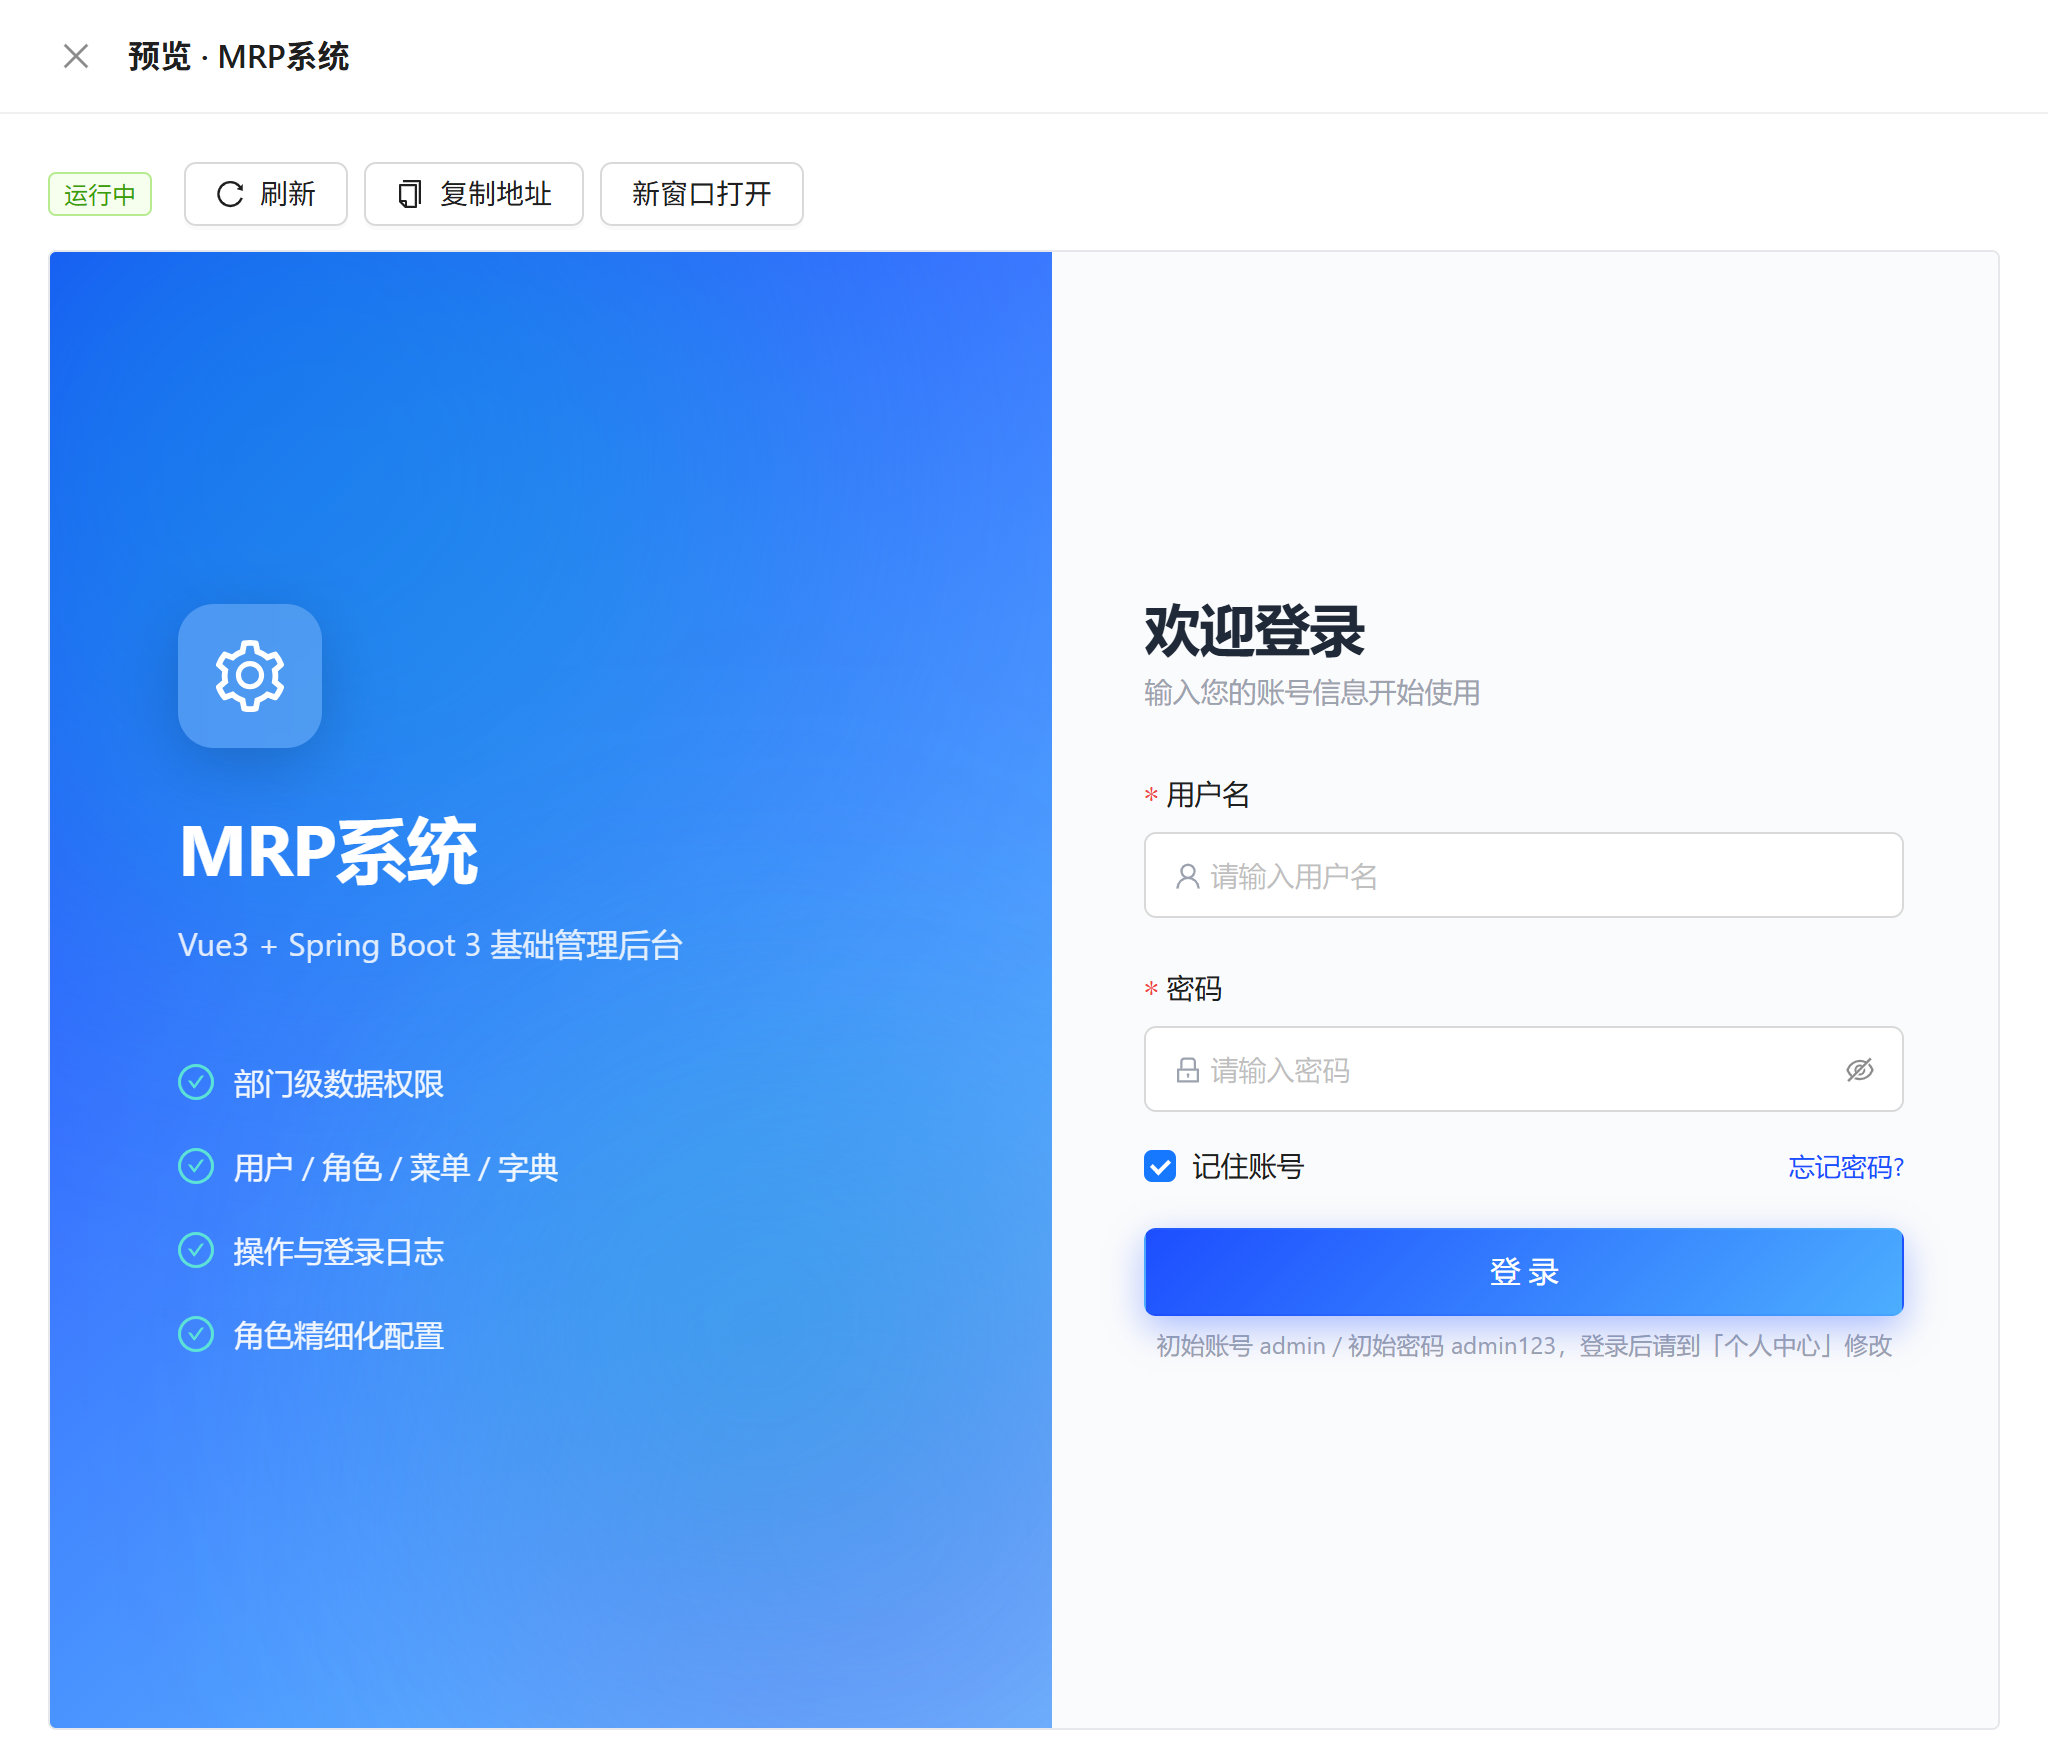 预览 · MRP系统
运行中
刷新
复制地址
新窗口打开
MRP系统
Vue3 + Spring Boot 3 基础管理后台
部门级数据权限
用户 / 角色 / 菜单 / 字典
操作与登录日志
角色精细化配置
欢迎登录
输入您的账号信息开始使用
* 用户名
请输入用户名
* 密码
请输入密码
记住账号
忘记密码?
登 录
初始账号 admin / 初始密码 admin123，登录后请到「个人中心」修改